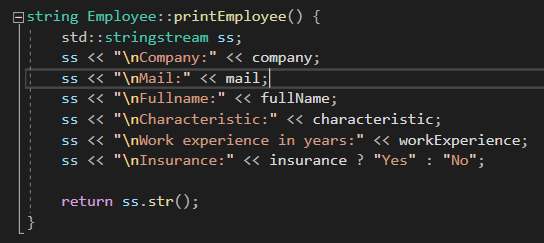 string Employee::printEmployee() {
std::stringstream ss;
ss << "\nCompany:" << company;
ss << "\nMail:" << mail;
ss << "\nFullname:" << fullName;
ss << "\nCharacteristic:" << characteristic;
ss << "\nWork experience in years:" << workExperience;
ss << "\nInsurance:" << insurance ? "Yes" : "No";
return ss.str();
}